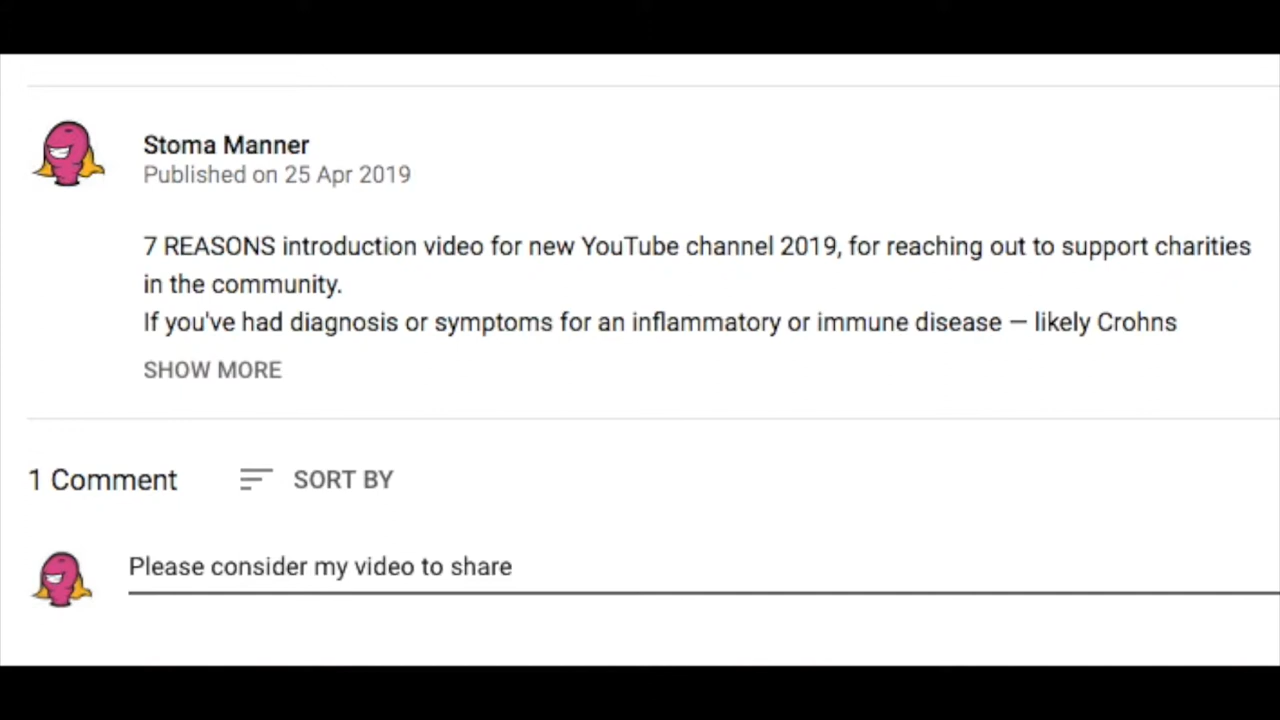 Stoma Manner
Published on 25 Apr 2019
7 REASONS introduction video for new YouTube channel 2019, for reaching out to support charities
in the community.
If you've had diagnosis or symptoms for an inflammatory or immune disease — likely Crohns
SHOW MORE
1 Comment SORT BY
Please consider my video to share